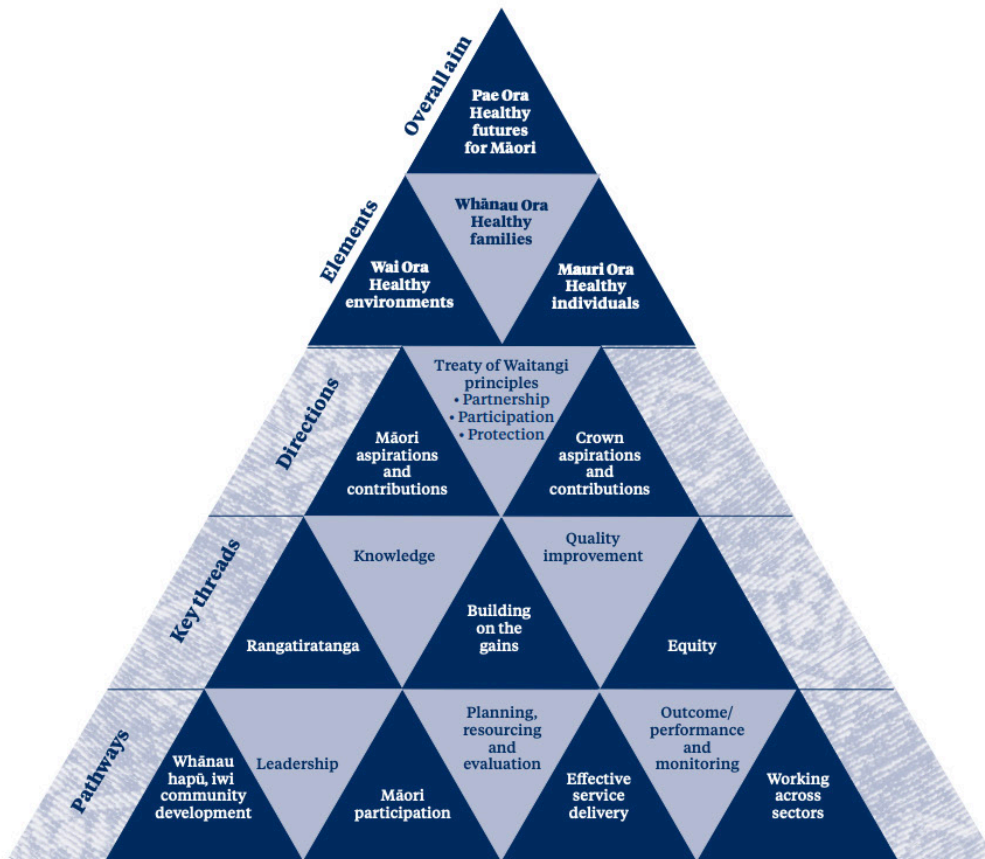 Overall aim
Pae Ora
Healthy
futures
for Māori
Elements
Whānau Ora
Healthy
families
Wai Ora
Healthy
environments
Mauri Ora
Healthy
individuals
Directions
Treaty of Waitangi
principles
• Partnership
• Participation
• Protection
Māori
aspirations
and
contributions
Crown
aspirations
and
contributions
Key threads
Knowledge
Quality
improvement
Rangatiratanga
Building
on the
gains
Equity
Pathways
Whānau
hapū, iwi
community
development
Leadership
Māori
participation
Planning,
resourcing
and
evaluation
Effective
service
delivery
Outcome/
performance
and
monitoring
Working
across
sectors